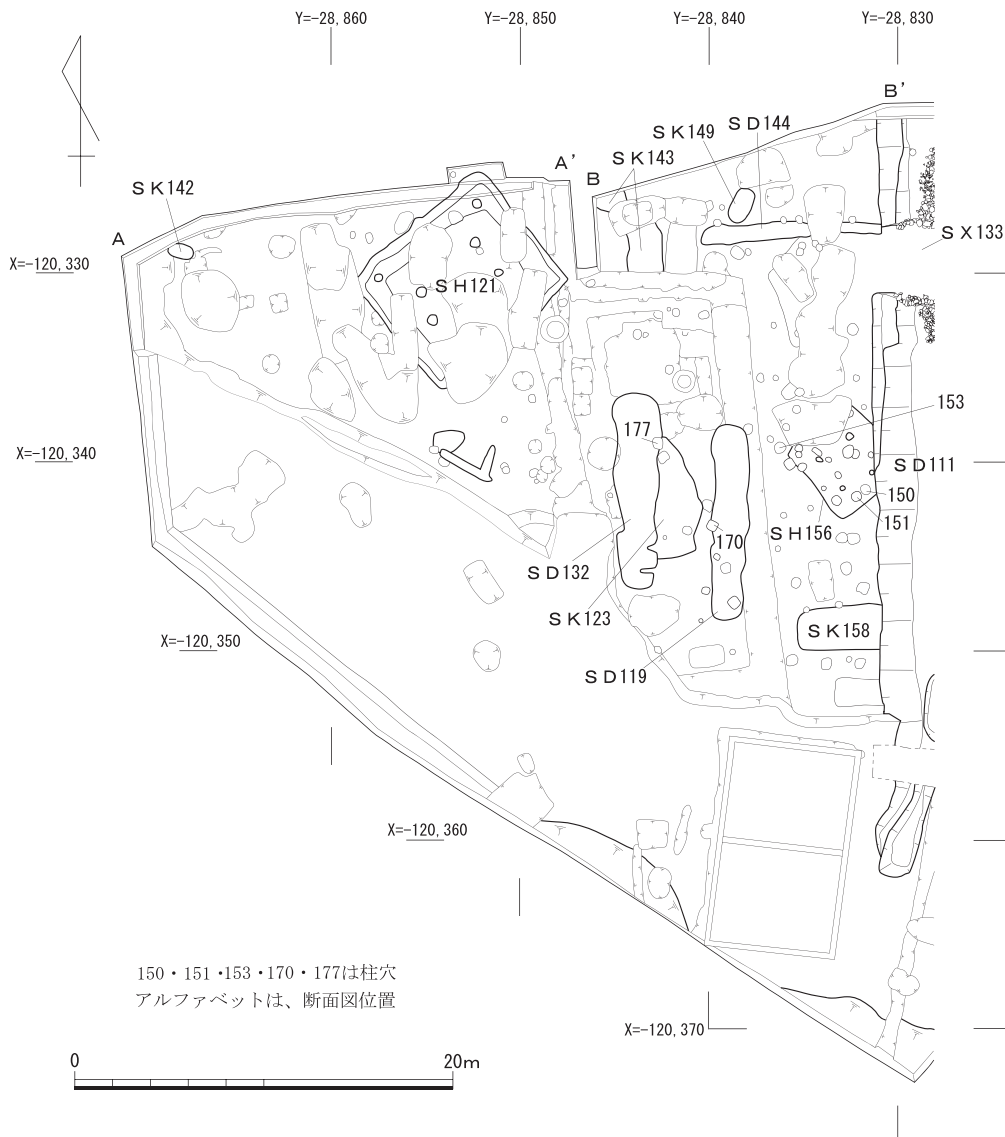 Y=-28,860
Y=-28,850
Y=-28,840
Y=-28,830
B'
SD144
SK149
A'
SK143
B
SK142
A
SX133
X=-120,330
SH121
153
177
X=-120,340
SD111
150
151
SH156
170
SD132
SK123
SK158
X=-120,350
SD119
X=-120,360
150・151・153・170・177は柱穴
アルファベットは、断面図位置
X=-120,370
0 20m